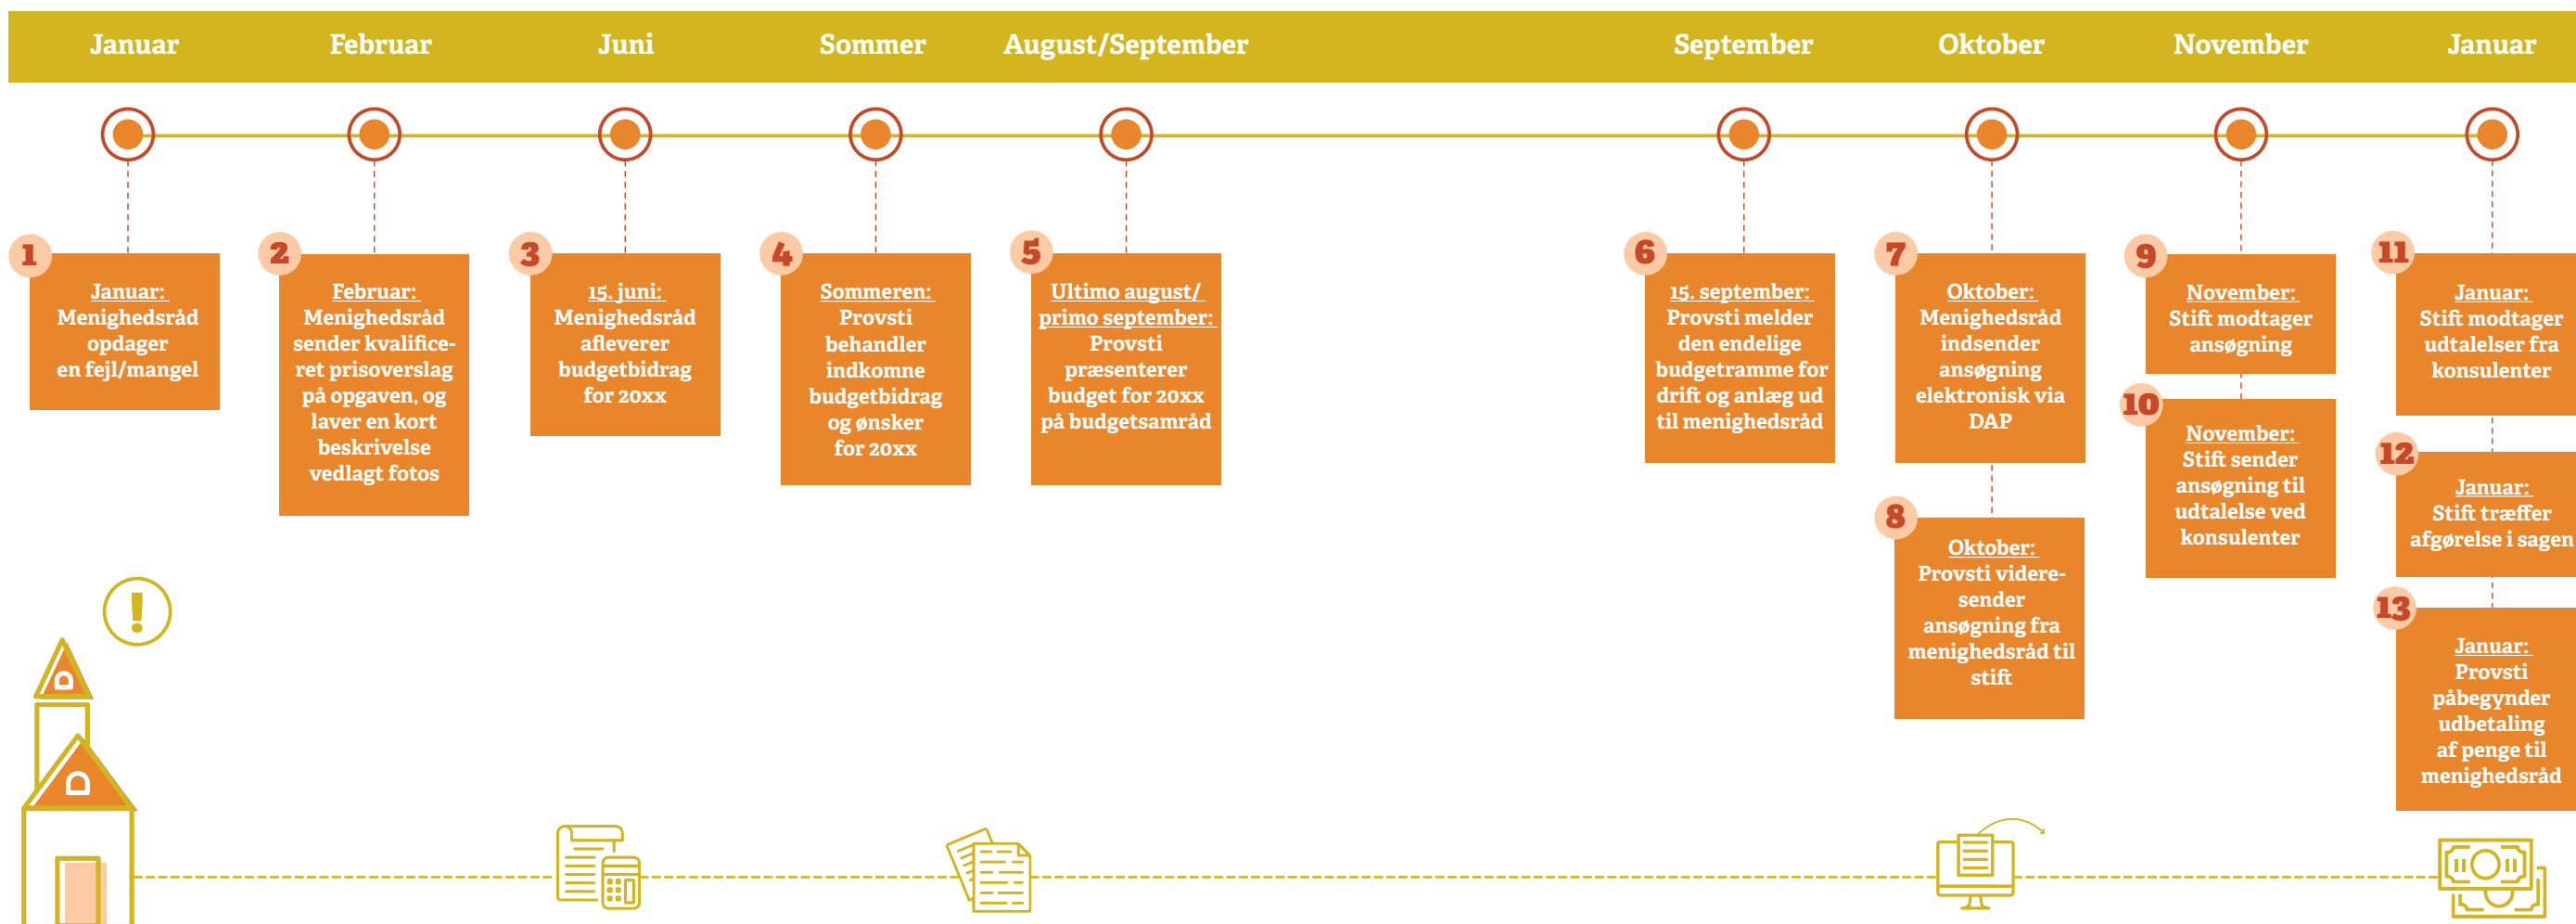 Januar
Februar
Juni
Sommer
August/September
September
Oktober
November
Januar
1
Januar:
Menighedsråd
opdager
en fejl/mangel
2
Februar:
Menighedsråd
sender kvalifice-
ret prisoverslag
på opgaven, og
laver en kort
beskrivelse
vedlagt fotos
3
15. juni:
Menighedsråd
afleverer
budgetbidrag
for 20xx
4
Sommeren:
Provsti
behandler
indkomne
budgetbidrag
og ønsker
for 20xx
5
Ultimo august/
primo september:
Provsti
præsenterer
budget for 20xx
på budgetsamråd
6
15. september:
Provsti melder
den endelige
budgetramme for
drift og anlæg ud
til menighedsråd
7
Oktober:
Menighedsråd
indsender
ansøgning
elektronisk via
DAP
8
Oktober:
Provsti videre-
sender
ansøgning fra
menighedsråd til
stift
9
November:
Stift modtager
ansøgning
10
November:
Stift sender
ansøgning til
udtalelse ved
konsulenter
11
Januar:
Stift modtager
udtalelser fra
konsulenter
12
Januar:
Stift træffer
afgørelse i sagen
13
Januar:
Provsti
påbegynder
udbetaling
af penge til
menighedsråd
!